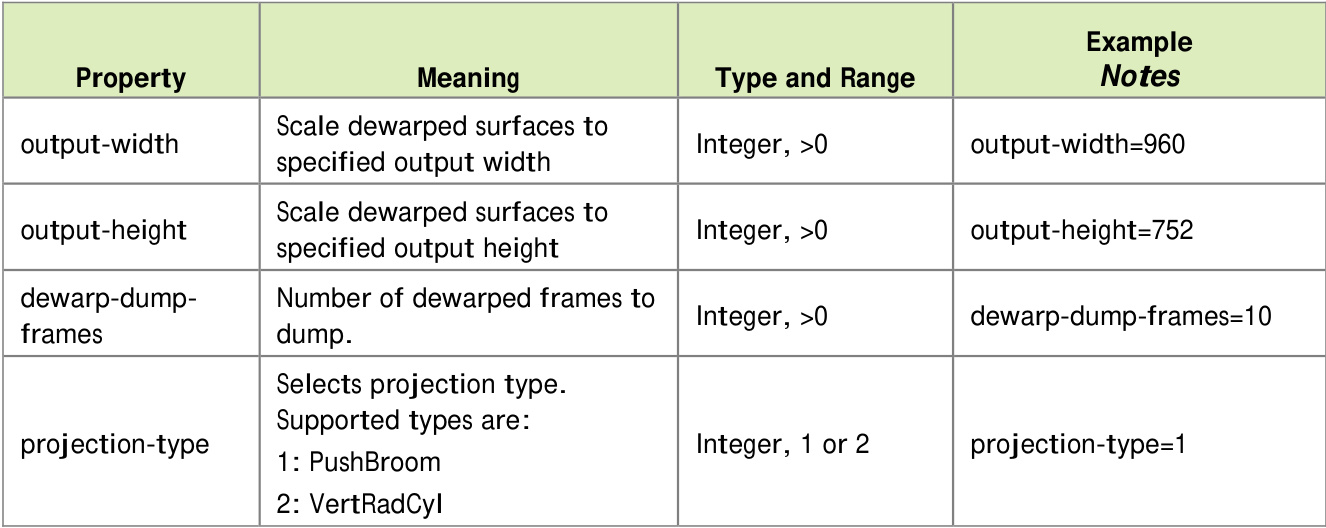 Property
Meaning
Type and Range
Example
Notes
output-width
Scale dewarped surfaces to
specified output width
Integer, >0
output-width=960
output-height
Scale dewarped surfaces to
specified output height
Integer, >0
output-height=752
dewarp-dump-
frames
Number of dewarped frames to
dump.
Integer, >0
dewarp-dump-frames=10
projection-type
Selects projection type.
Supported types are:
1: PushBroom
2: VertRadCyl
Integer, 1 or 2
projection-type=1